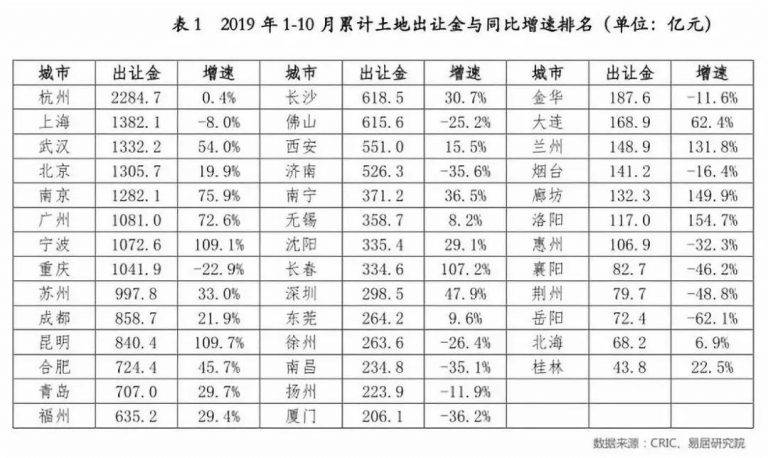 表1 2019年1-10月累计土地出让金与同比增速排名（单位：亿元）
城市 出让金 增速 城市 出让金 增速 城市 出让金 增速
杭州 2284.7 0.4% 长沙 618.5 30.7% 金华 187.6 -11.6%
上海 1382.1 -8.0% 佛山 615.6 -25.2% 大连 168.9 62.4%
武汉 1332.2 54.0% 西安 551.0 15.5% 兰州 148.9 131.8%
北京 1305.7 19.9% 济南 526.3 -35.6% 烟台 141.2 -16.4%
南京 1282.1 75.9% 南宁 371.2 36.5% 廊坊 132.3 149.9%
广州 1081.0 72.6% 无锡 358.7 8.2% 洛阳 117.0 154.7%
宁波 1072.6 109.1% 沈阳 335.4 29.1% 惠州 106.9 -32.3%
重庆 1041.9 -22.9% 长春 334.6 107.2% 襄阳 82.7 -46.2%
苏州 997.8 33.0% 深圳 298.5 47.9% 荆州 79.7 -48.8%
成都 858.7 21.9% 东莞 264.2 9.6% 岳阳 72.4 -62.1%
昆明 840.4 109.7% 徐州 263.6 -26.4% 北海 68.2 6.9%
合肥 724.4 45.7% 南昌 234.8 -35.1% 桂林 43.8 22.5%
青岛 707.0 29.7% 扬州 223.9 -11.9%
福州 635.2 29.4% 厦门 206.1 -36.2%
数据来源：CRIC、易居研究院